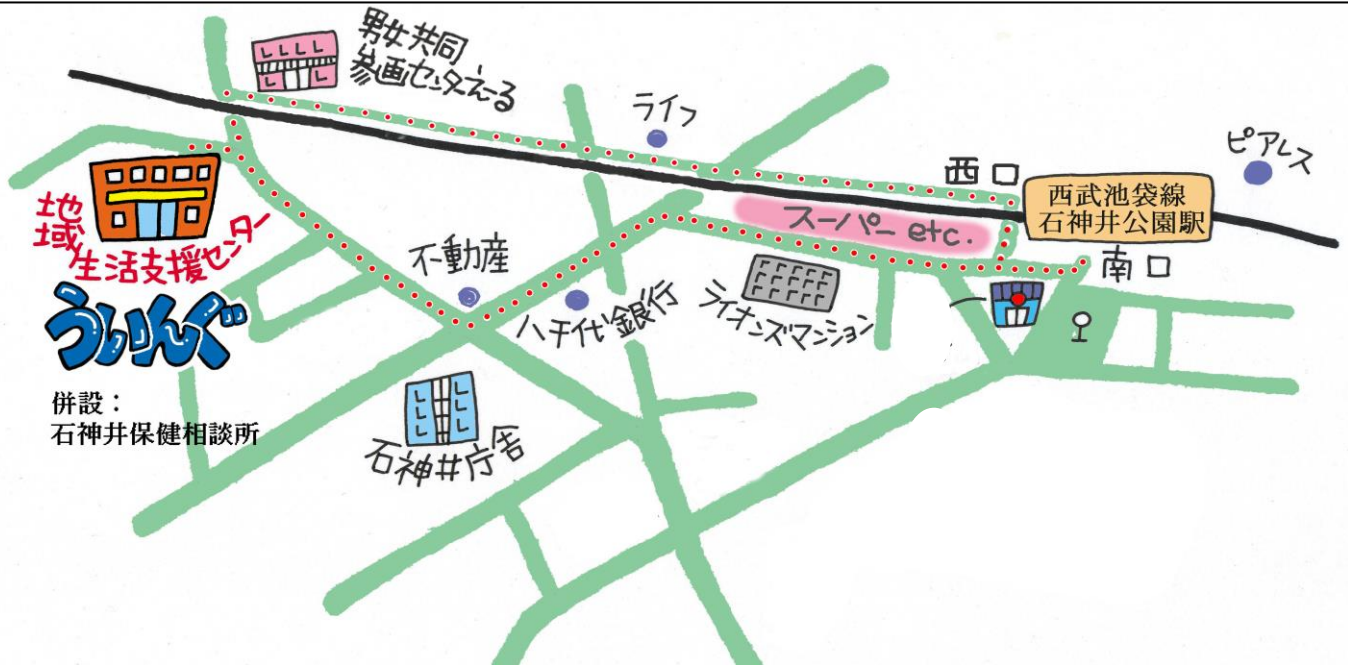 男女共同
参画センターえーる
ライフ
ピアレス
西口
西武池袋線
石神井公園駅
スーパー etc.
南口
地域
生活支援センター
ういんぐ
不動産
八千代銀行
ライオンズマンション
併設：
石神井保健相談所
石神井庁舎